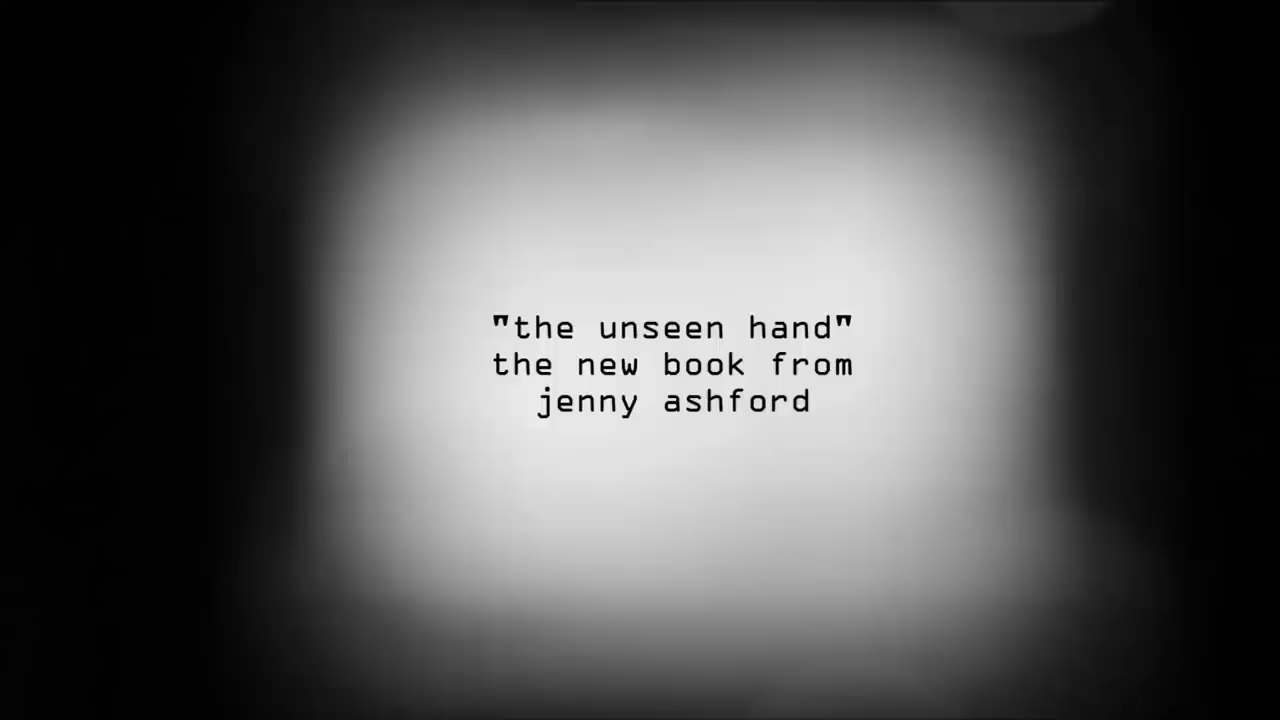 "the unseen hand"
the new book from
jenny ashford